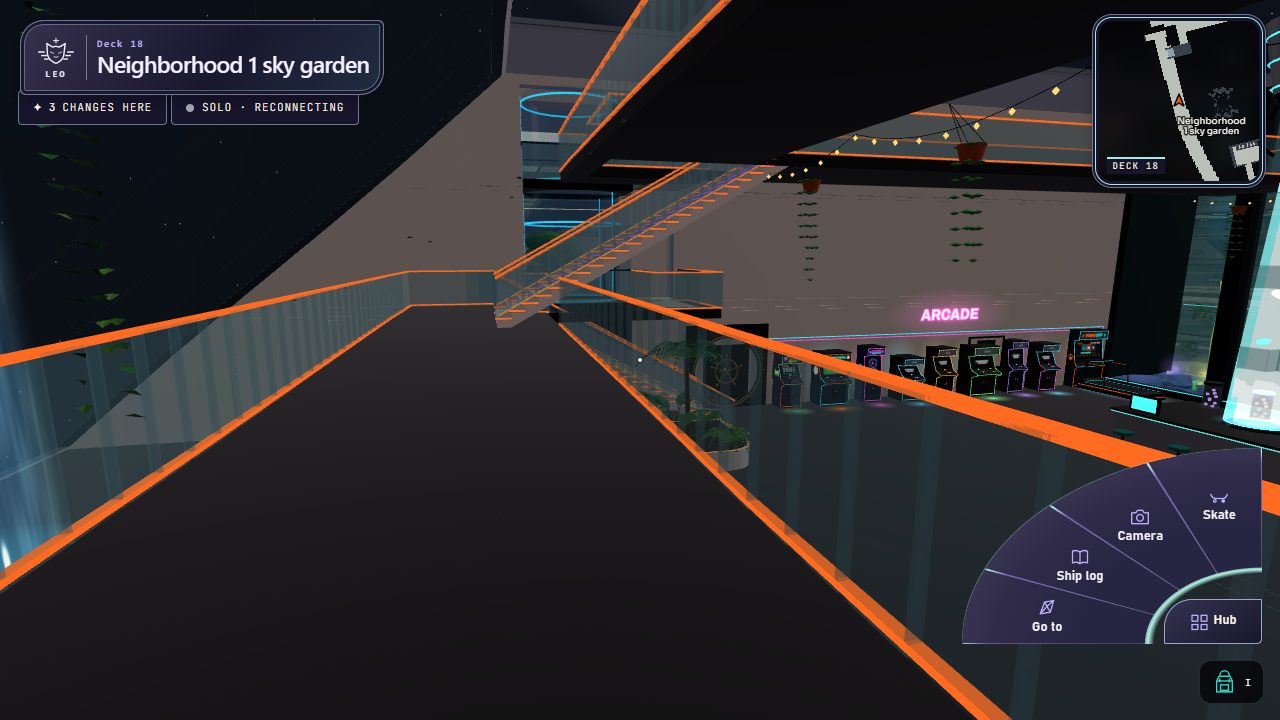 LEO
Deck 18
Neighborhood 1 sky garden
✦ 3 CHANGES HERE
SOLO · RECONNECTING
Neighborhood
1 sky garden
DECK 18
ARCADE
Skate
Camera
Ship log
Go to
Hub
I